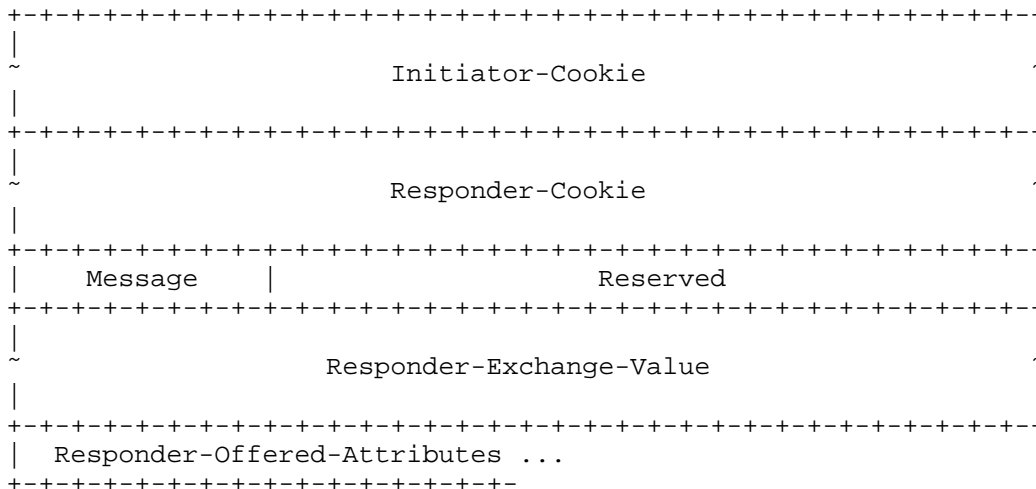 +-+-+-+-+-+-+-+-+-+-+-+-+-+-+-+-+-+-+-+-+-+-+-+-+-+-+-+-+-+-+-+-+-
|
~                       Initiator-Cookie                        ~
|
+-+-+-+-+-+-+-+-+-+-+-+-+-+-+-+-+-+-+-+-+-+-+-+-+-+-+-+-+-+-+-+-+-
|
~                       Responder-Cookie                        ~
|
+-+-+-+-+-+-+-+-+-+-+-+-+-+-+-+-+-+-+-+-+-+-+-+-+-+-+-+-+-+-+-+-+-
|    Message    |                    Reserved
+-+-+-+-+-+-+-+-+-+-+-+-+-+-+-+-+-+-+-+-+-+-+-+-+-+-+-+-+-+-+-+-+-
|
~                   Responder-Exchange-Value                    ~
|
+-+-+-+-+-+-+-+-+-+-+-+-+-+-+-+-+-+-+-+-+-+-+-+-+-+-+-+-+-+-+-+-+-
|  Responder-Offered-Attributes ...
+-+-+-+-+-+-+-+-+-+-+-+-+-+-+-+-